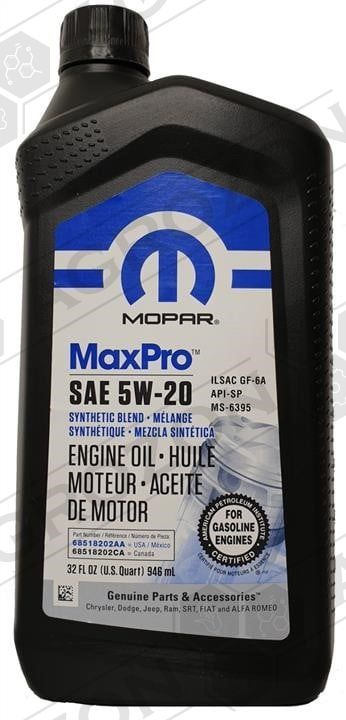 MOPAR®
MaxPro™
SAE 5W-20
ILSAC GF-6A
API-SP
MS-6395
SYNTHETIC BLEND • MÉLANGE
SYNTHÉTIQUE • MEZCLA SINTÉTICA
ENGINE OIL • HUILE
MOTEUR • ACEITE
DE MOTOR
Part Number / Référence / Número de Pieza:
68518202AA = USA / México
68518202CA = Canada
32 FL OZ (U.S. Quart) 946 mL
AMERICAN PETROLEUM INSTITUTE
FOR
GASOLINE
ENGINES
CERTIFIED
Genuine Parts & Accessories™
Chrysler, Dodge, Jeep, Ram, SRT, FIAT and ALFA ROMEO
AGROZON